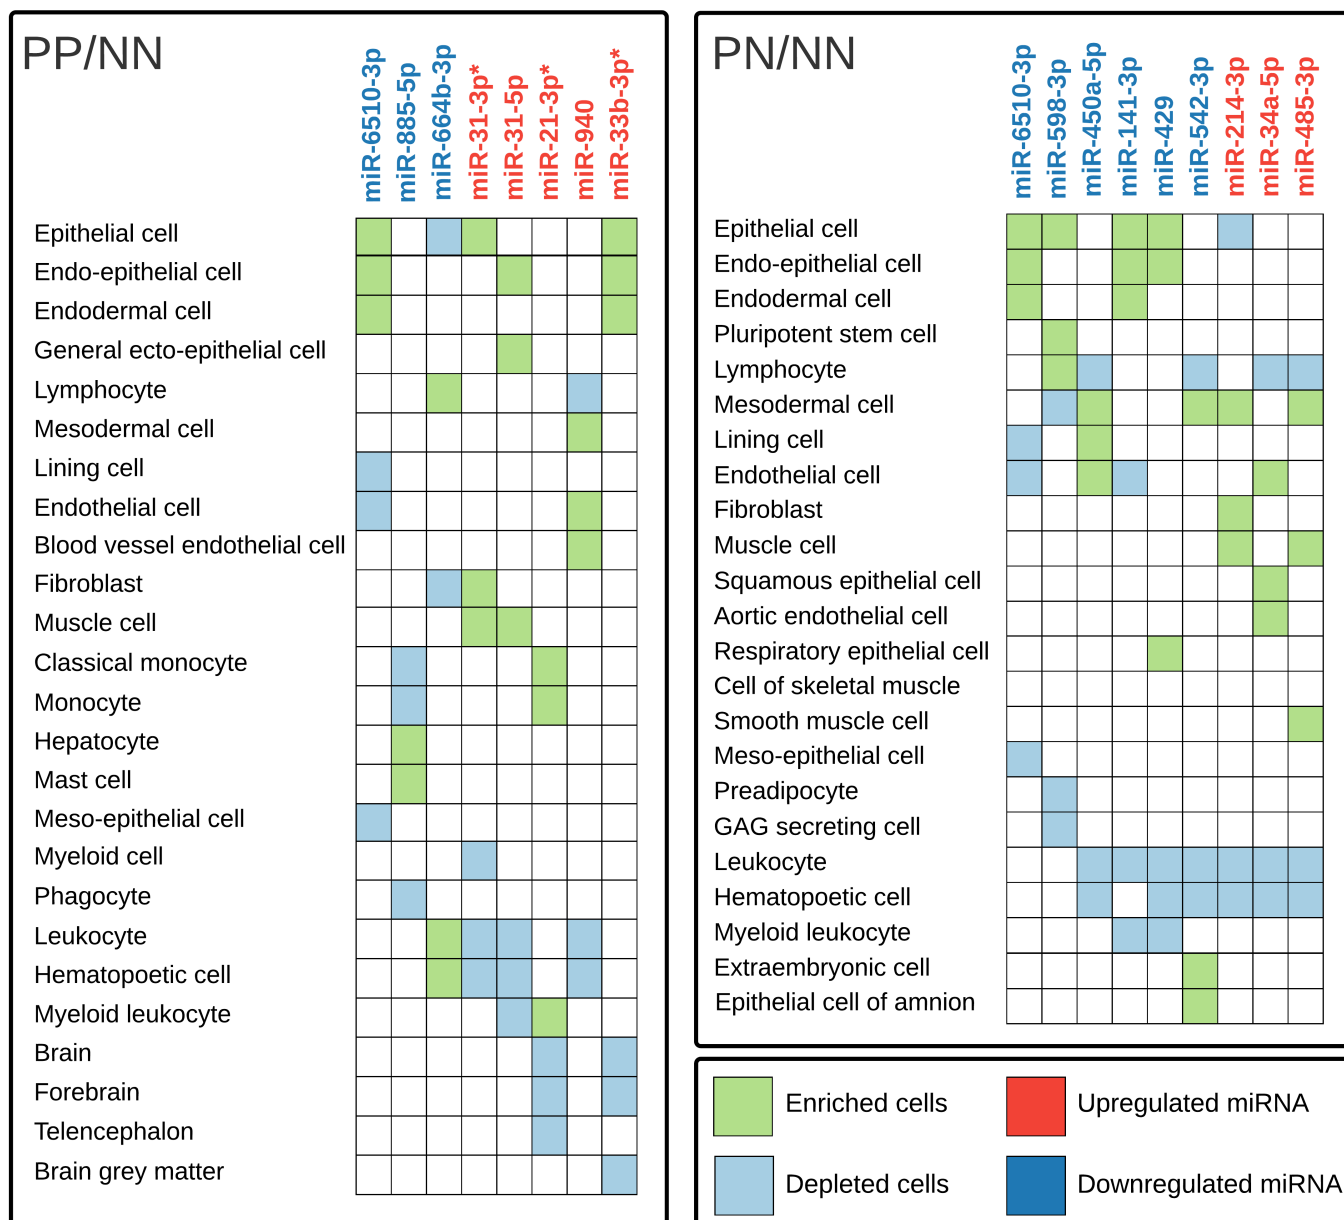 PP/NN
miR-6510-3p
miR-885-5p
miR-664b-3p
miR-31-3p*
miR-31-5p
miR-21-3p*
miR-940
miR-33b-3p*
Epithelial cell
Endo-epithelial cell
Endodermal cell
General ecto-epithelial cell
Lymphocyte
Mesodermal cell
Lining cell
Endothelial cell
Blood vessel endothelial cell
Fibroblast
Muscle cell
Classical monocyte
Monocyte
Hepatocyte
Mast cell
Meso-epithelial cell
Myeloid cell
Phagocyte
Leukocyte
Hematopoetic cell
Myeloid leukocyte
Brain
Forebrain
Telencephalon
Brain grey matter
PN/NN
miR-6510-3p
miR-598-3p
miR-450a-5p
miR-141-3p
miR-429
miR-542-3p
miR-214-3p
miR-34a-5p
miR-485-3p
Epithelial cell
Endo-epithelial cell
Endodermal cell
Pluripotent stem cell
Lymphocyte
Mesodermal cell
Lining cell
Endothelial cell
Fibroblast
Muscle cell
Squamous epithelial cell
Aortic endothelial cell
Respiratory epithelial cell
Cell of skeletal muscle
Smooth muscle cell
Meso-epithelial cell
Preadipocyte
GAG secreting cell
Leukocyte
Hematopoetic cell
Myeloid leukocyte
Extraembryonic cell
Epithelial cell of amnion
Enriched cells
Upregulated miRNA
Depleted cells
Downregulated miRNA